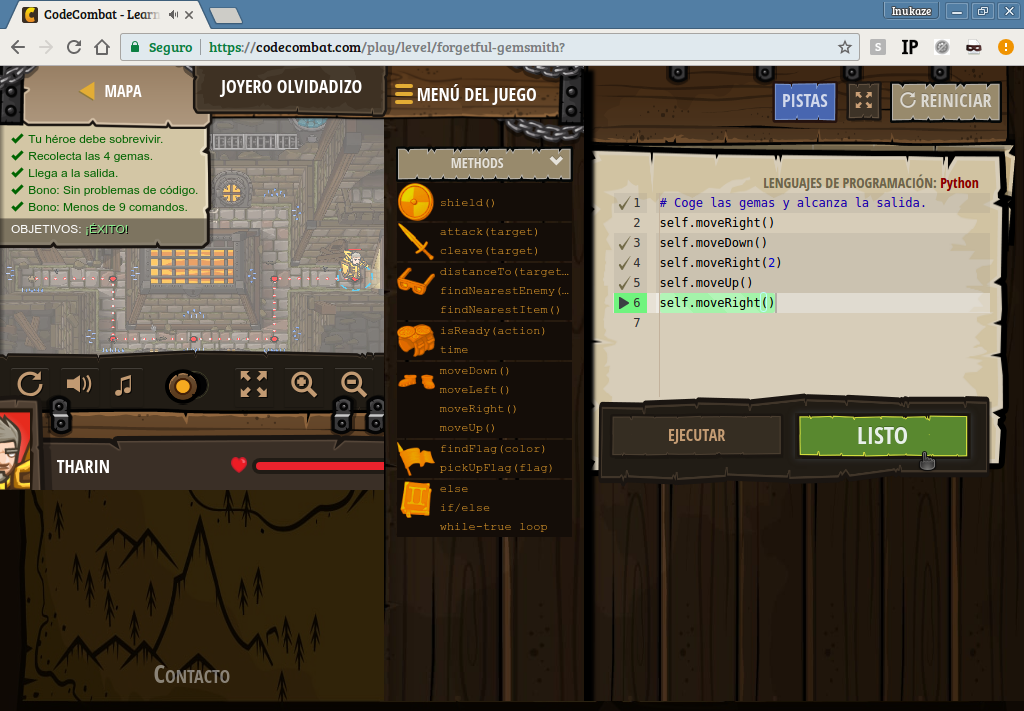 CodeCombat - Learn
Inukaze
Seguro
https://codecombat.com/play/level/forgetful-gemsmith?
S
IP
MAPA
JOYERO OLVIDADIZO
MENÚ DEL JUEGO
PISTAS
REINICIAR
Tu héroe debe sobrevivir.
Recolecta las 4 gemas.
Llega a la salida.
Bono: Sin problemas de código.
Bono: Menos de 9 comandos.
OBJETIVOS: ¡ÉXITO!
METHODS
shield()
attack(target)
cleave(target)
distanceTo(target…
findNearestEnemy(…
findNearestItem()
isReady(action)
time
moveDown()
moveLeft()
moveRight()
moveUp()
findFlag(color)
pickUpFlag(flag)
else
if/else
while-true loop
LENGUAJES DE PROGRAMACIÓN: Python
1 # Coge las gemas y alcanza la salida.
2 self.moveRight()
3 self.moveDown()
4 self.moveRight(2)
5 self.moveUp()
6 self.moveRight()
7
EJECUTAR
LISTO
THARIN
CONTACTO